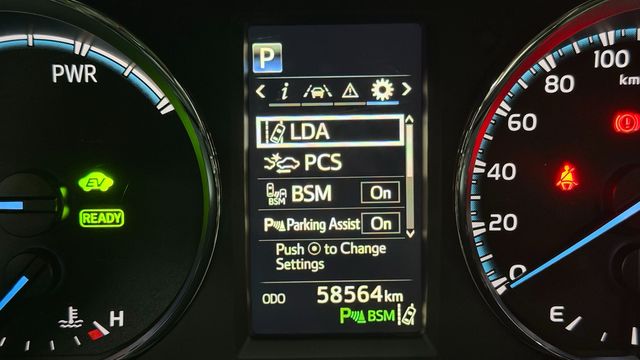 PWR
EV
READY
H
P
i
LDA
PCS
BSM
BSM On
Parking Assist On
Push to Change
Settings
ODO 58564 km
BSM
100
80
60
40
20
0
E